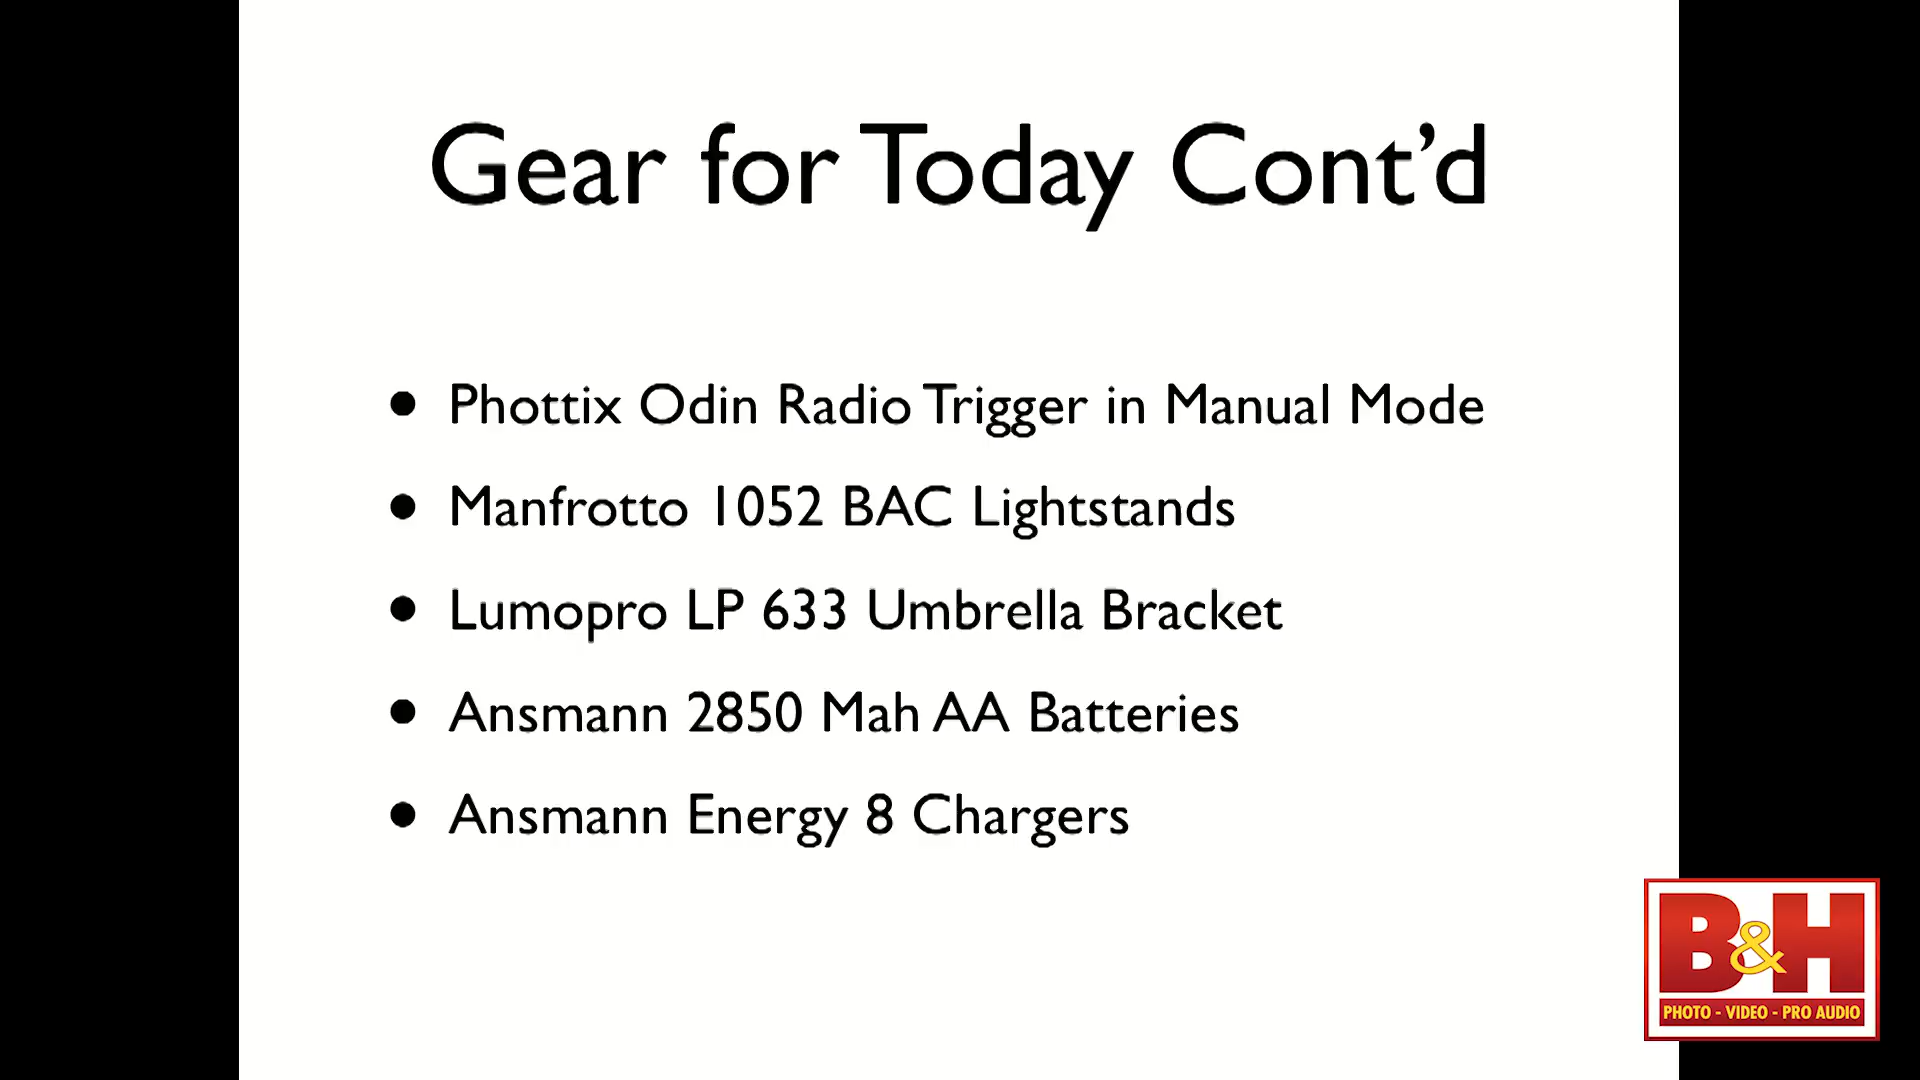 Gear for Today Cont’d
• Phottix Odin Radio Trigger in Manual Mode
• Manfrotto 1052 BAC Lightstands
• Lumopro LP 633 Umbrella Bracket
• Ansmann 2850 Mah AA Batteries
• Ansmann Energy 8 Chargers
B&H
PHOTO - VIDEO - PRO AUDIO